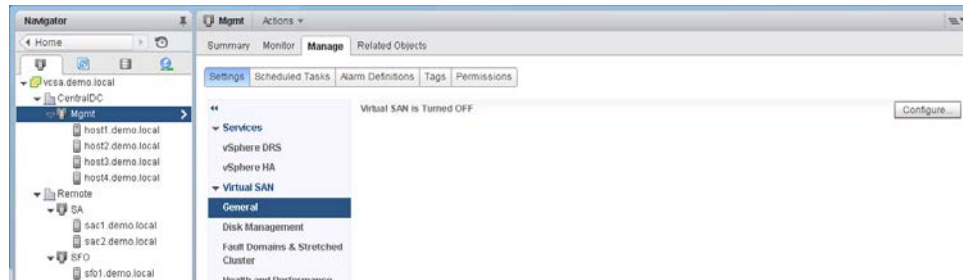 Navigator
Home
vcsa.demo.local
CentralDC
Mgmt
host1.demo.local
host2.demo.local
host3.demo.local
host4.demo.local
Remote
SA
sac1.demo.local
sac2.demo.local
SFO
sfo1.demo.local
Mgmt Actions
Summary Monitor Manage Related Objects
Settings Scheduled Tasks Alarm Definitions Tags Permissions
Services
vSphere DRS
vSphere HA
Virtual SAN
General
Disk Management
Fault Domains & Stretched
Cluster
Health and Performance
Virtual SAN is Turned OFF
Configure...